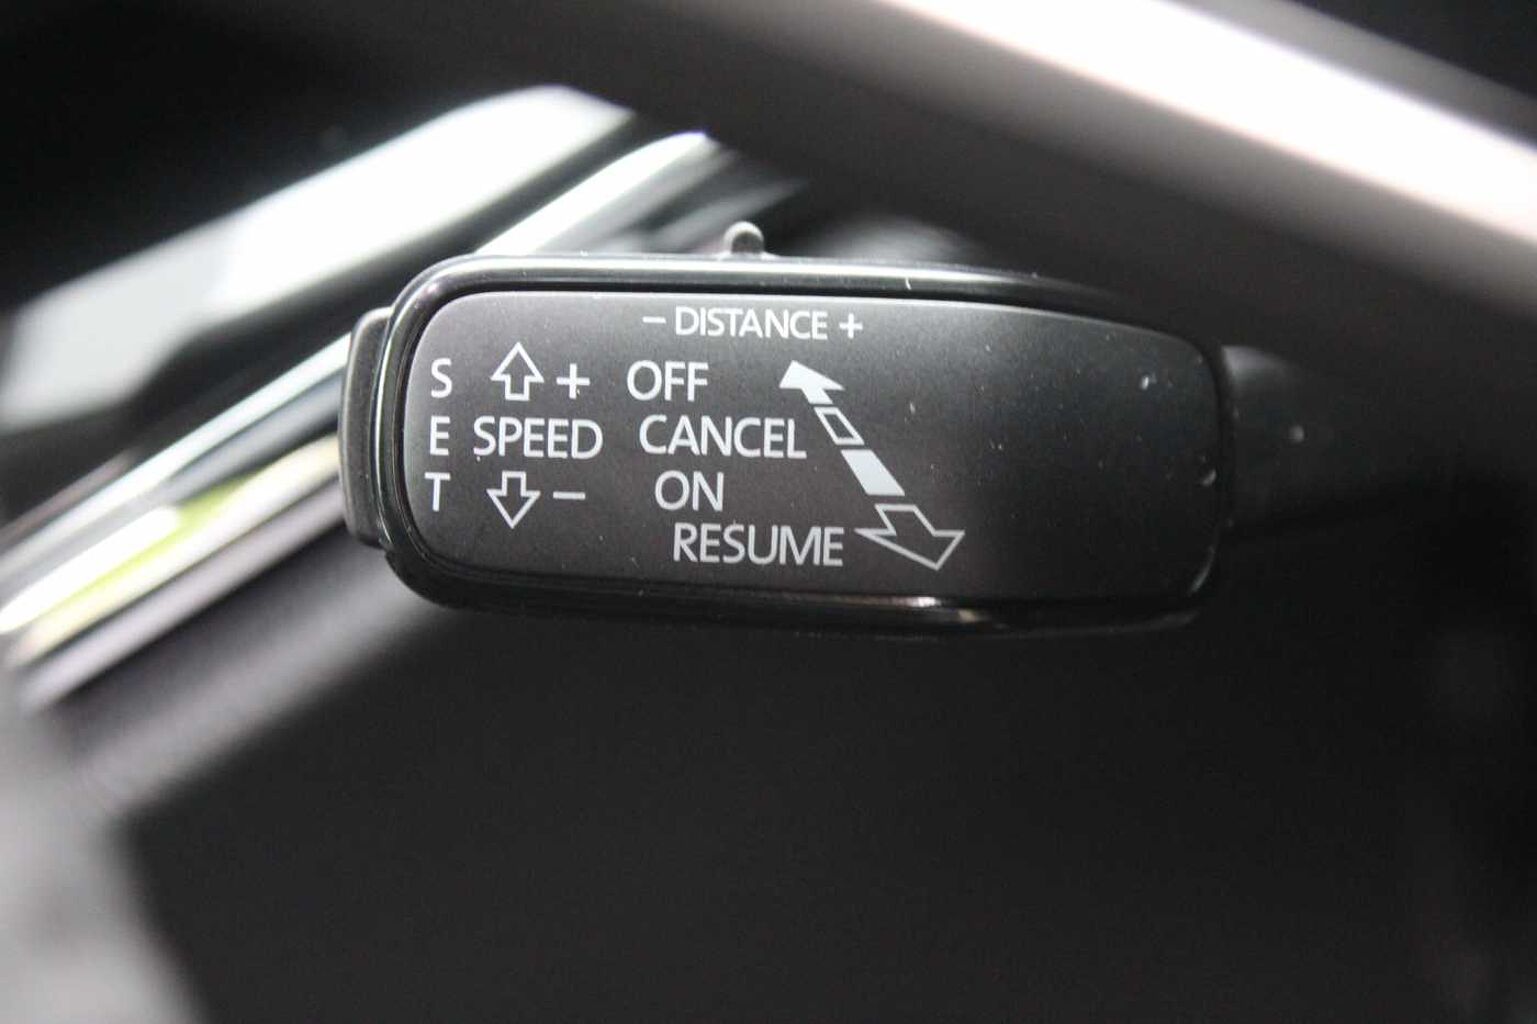 - DISTANCE +
S + OFF
E SPEED CANCEL
T - ON
RESUME